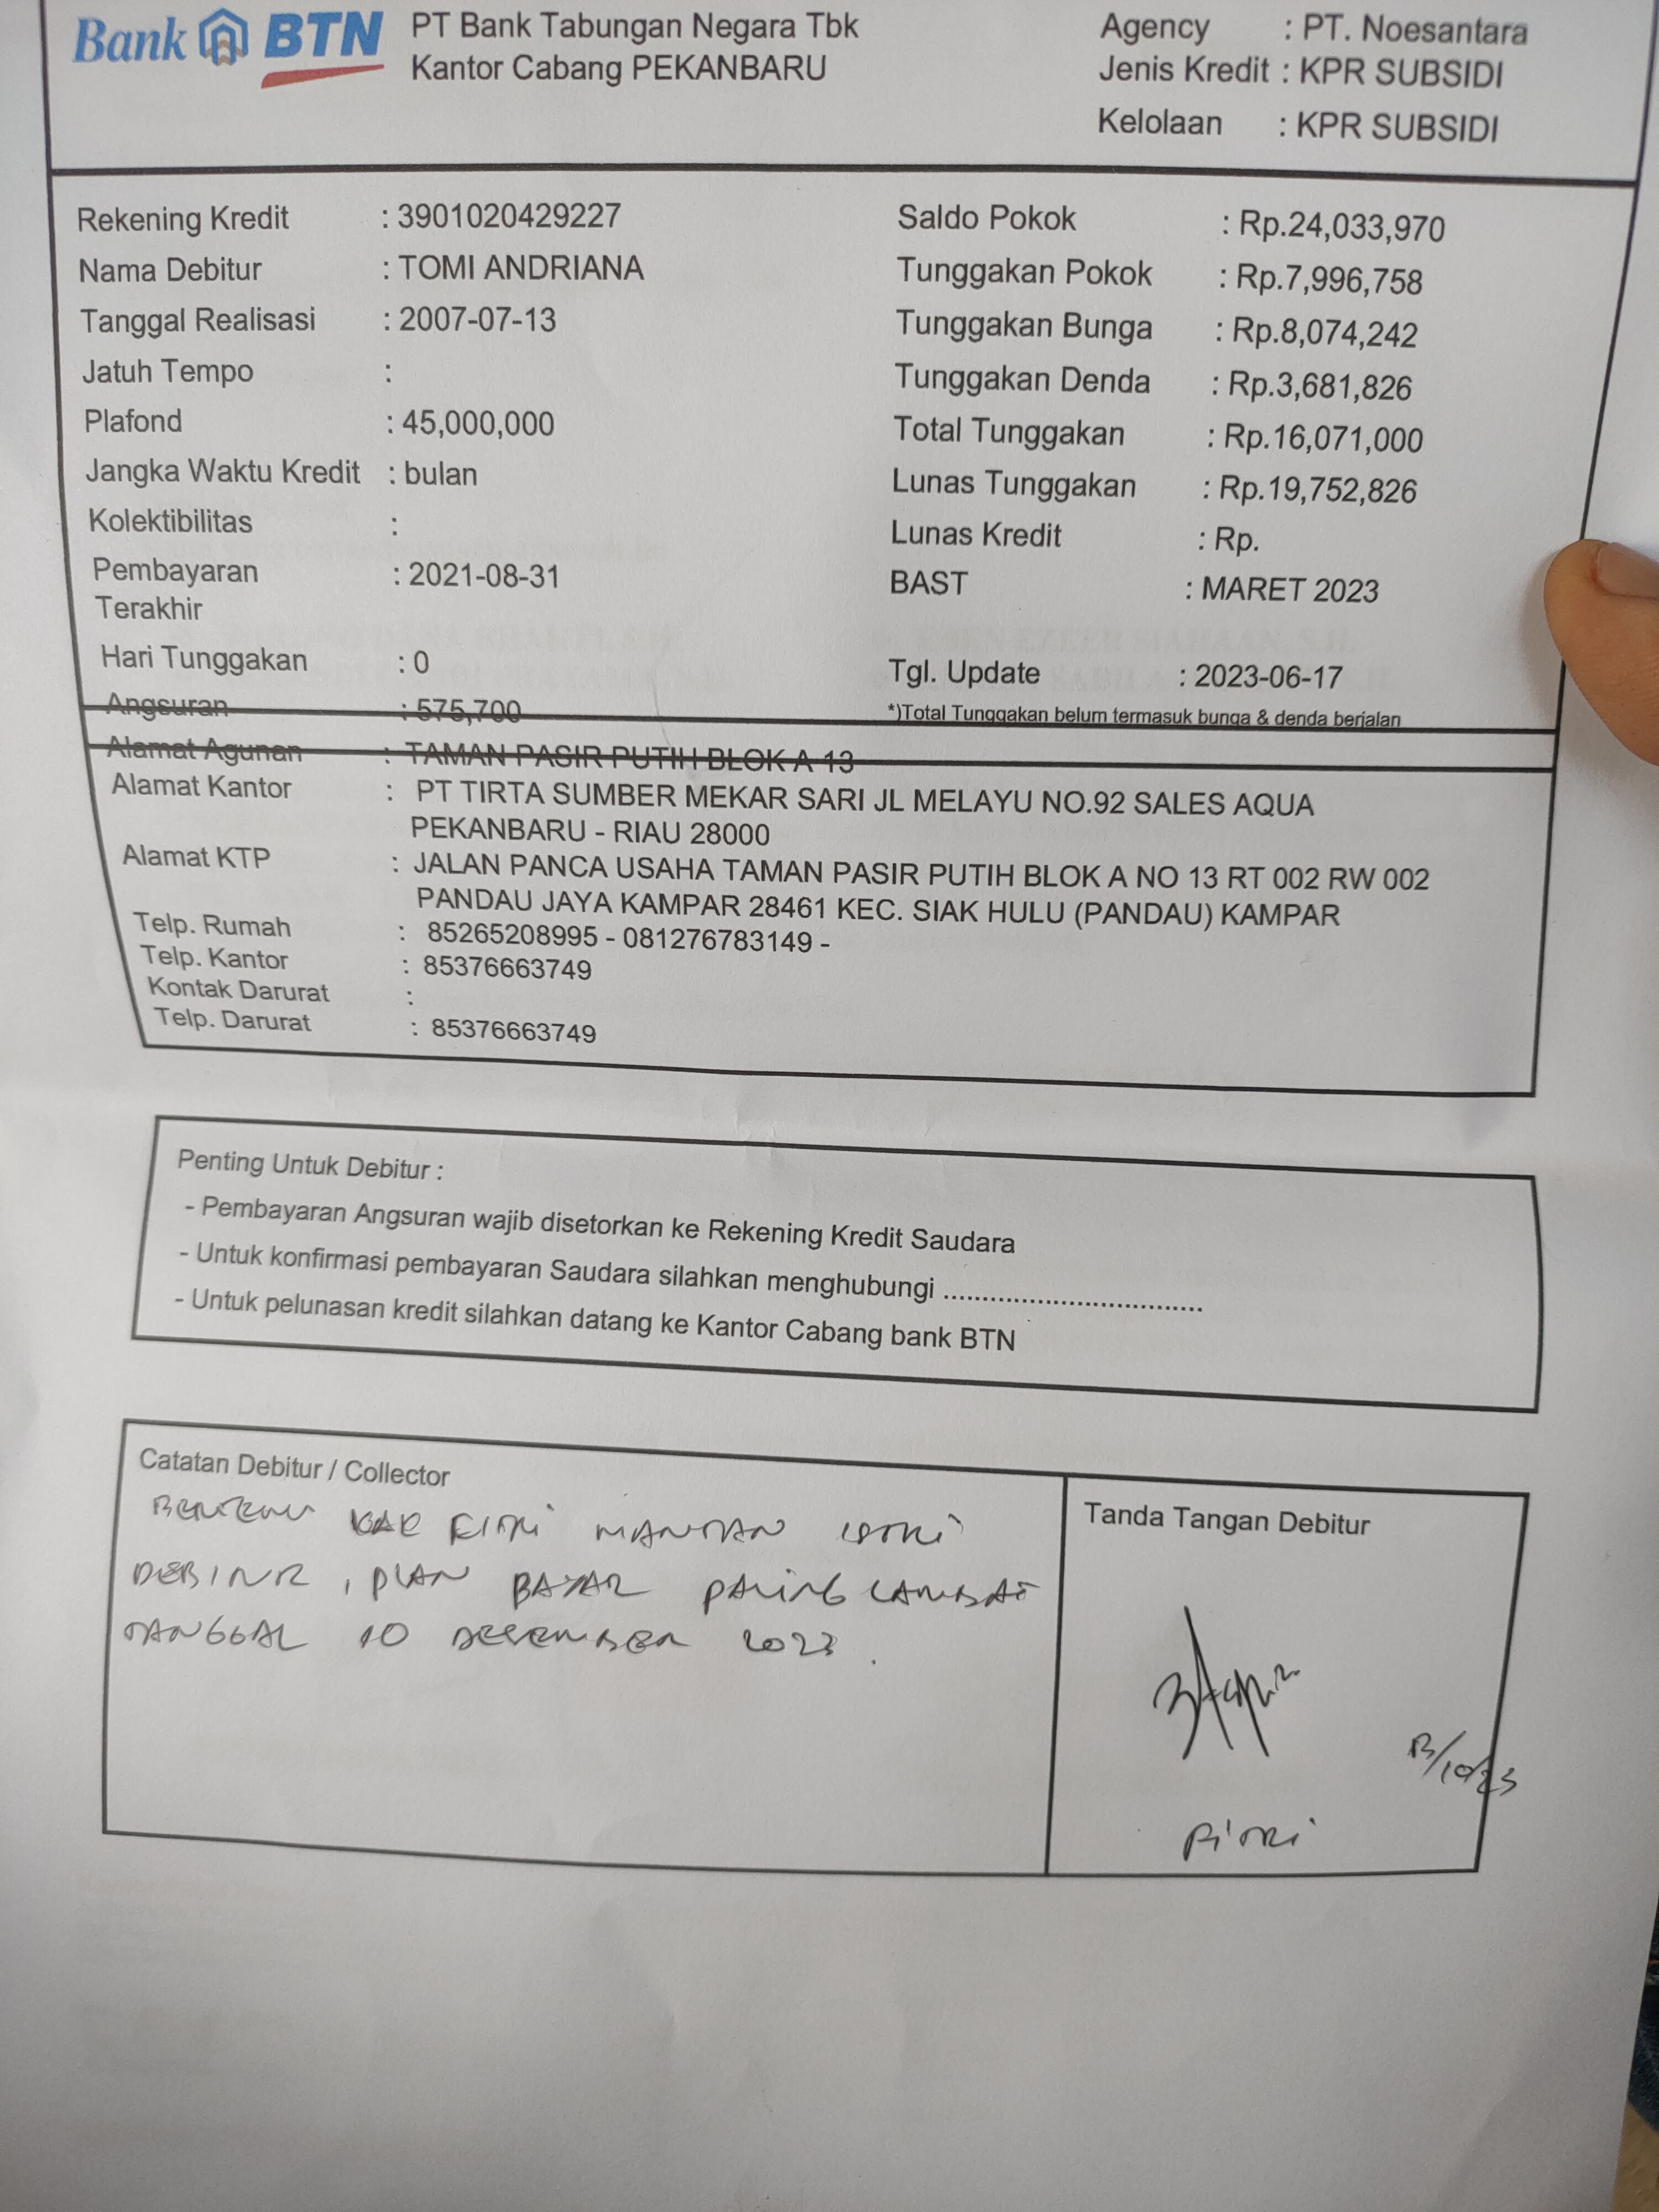 Bank BTN
PT Bank Tabungan Negara Tbk
Kantor Cabang PEKANBARU
Agency : PT. Noesantara
Jenis Kredit : KPR SUBSIDI
Kelolaan : KPR SUBSIDI
Rekening Kredit : 3901020429227
Nama Debitur : TOMI ANDRIANA
Tanggal Realisasi : 2007-07-13
Jatuh Tempo :
Plafond : 45,000,000
Jangka Waktu Kredit : bulan
Kolektibilitas :
Pembayaran : 2021-08-31
Terakhir
Hari Tunggakan : 0
Angsuran : 575,700
Saldo Pokok : Rp.24,033,970
Tunggakan Pokok : Rp.7,996,758
Tunggakan Bunga : Rp.8,074,242
Tunggakan Denda : Rp.3,681,826
Total Tunggakan : Rp.16,071,000
Lunas Tunggakan : Rp.19,752,826
Lunas Kredit : Rp.
BAST : MARET 2023
Tgl. Update : 2023-06-17
*)Total Tunggakan belum termasuk bunga & denda berjalan
Alamat Agunan : TAMAN PASIR PUTIH BLOK A 13
Alamat Kantor : PT TIRTA SUMBER MEKAR SARI JL MELAYU NO.92 SALES AQUA
PEKANBARU - RIAU 28000
Alamat KTP : JALAN PANCA USAHA TAMAN PASIR PUTIH BLOK A NO 13 RT 002 RW 002
PANDAU JAYA KAMPAR 28461 KEC. SIAK HULU (PANDAU) KAMPAR
Telp. Rumah : 85265208995 - 081276783149 -
Telp. Kantor : 85376663749
Kontak Darurat :
Telp. Darurat : 85376663749
Penting Untuk Debitur :
- Pembayaran Angsuran wajib disetorkan ke Rekening Kredit Saudara
- Untuk konfirmasi pembayaran Saudara silahkan menghubungi ..................................
- Untuk pelunasan kredit silahkan datang ke Kantor Cabang bank BTN
Catatan Debitur / Collector
MANTAN ISTRI
DEBITUR, PLAN BAYAR PALING LAMBAT
TANGGAL 10 DESEMBER 2023.
Tanda Tangan Debitur